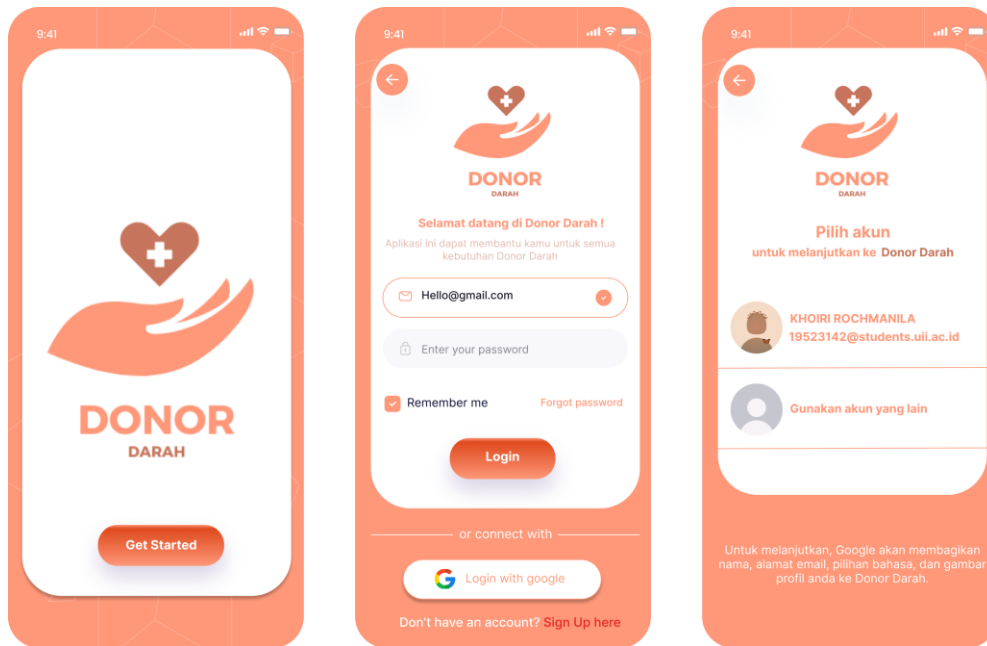 9:41
DONOR
DARAH
Get Started
9:41
DONOR
DARAH
Selamat datang di Donor Darah !
Aplikasi ini dapat membantu kamu untuk semua
kebutuhan Donor Darah
Hello@gmail.com
Enter your password
Remember me
Forgot password
Login
or connect with
Login with google
Don't have an account? Sign Up here
9:41
DONOR
DARAH
Pilih akun
untuk melanjutkan ke Donor Darah
KHOIRI ROCHMANILA
19523142@students.uii.ac.id
Gunakan akun yang lain
Untuk melanjutkan, Google akan membagikan
nama, alamat email, pilihan bahasa, dan gambar
profil anda ke Donor Darah.